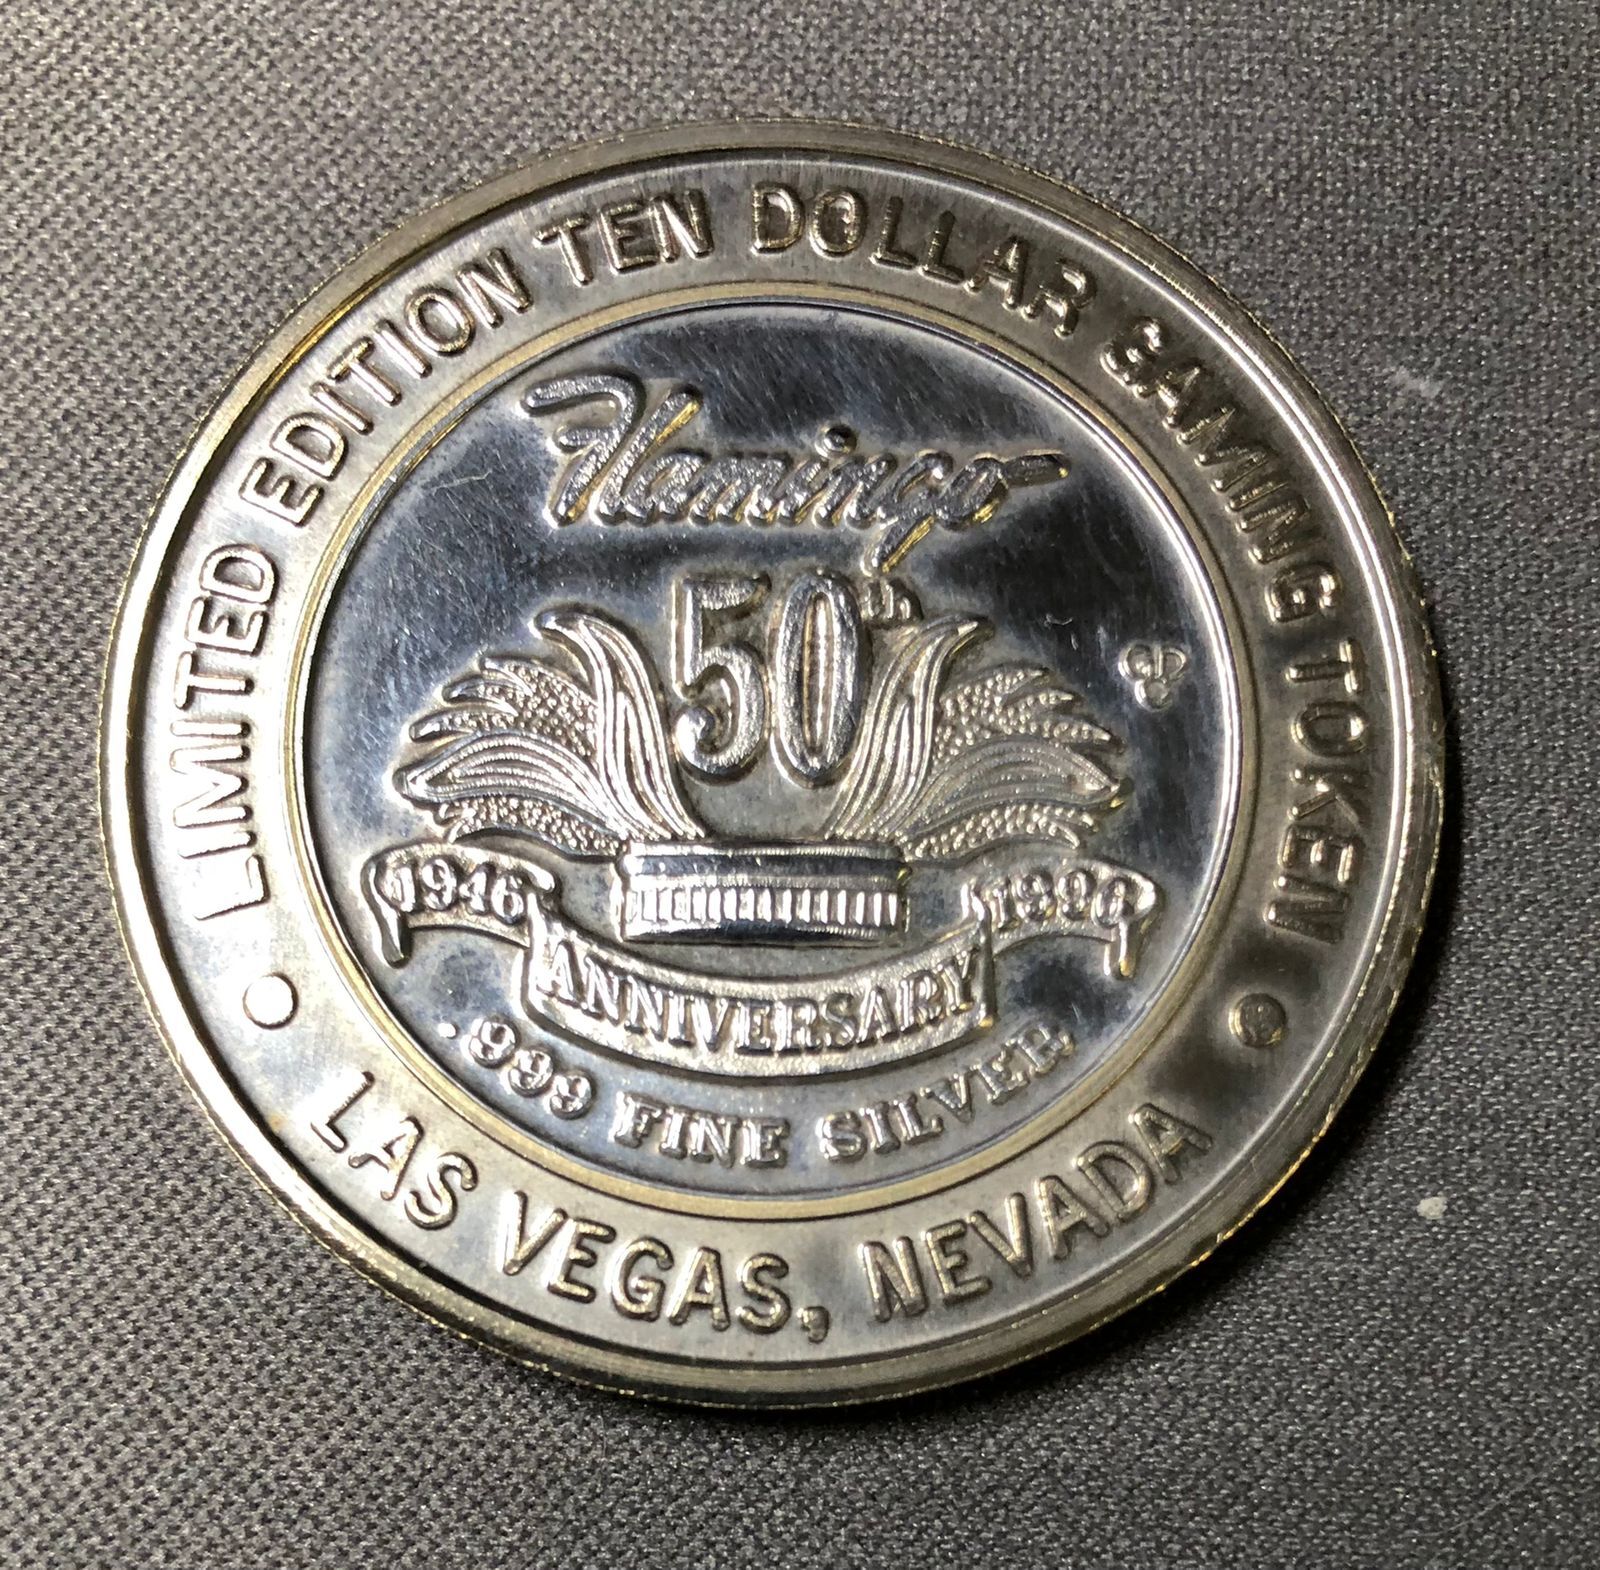 LIMITED EDITION TEN DOLLAR GAMING TOKEN
Flamingo
50th
1946 1996
ANNIVERSARY
.999 FINE SILVER
• LAS VEGAS, NEVADA •